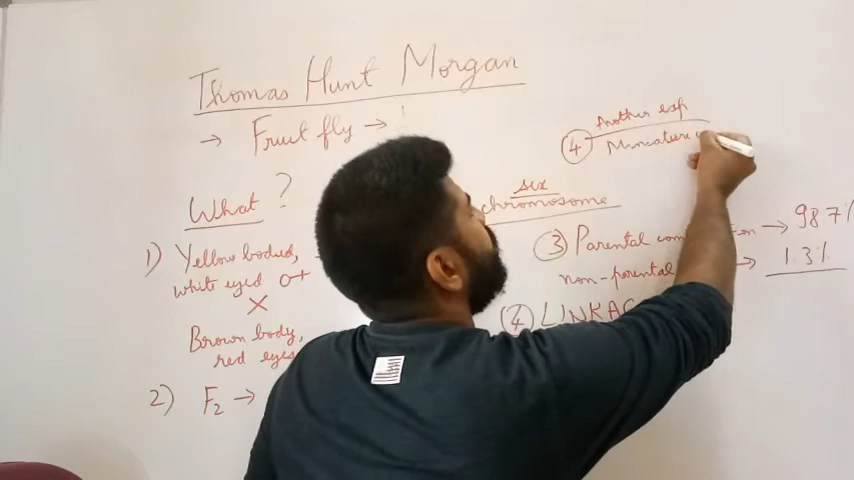 Thomas Hunt Morgan
→ Fruit fly →
What?
1) Yellow bodied,
white eyed ♀
×
Brown body,
red eyes
2) F₂ →
sex
chromosome
③ Parental →
98.7%
non-parental →
1.3%
④ LINKAG
④ Another exp
Miniature